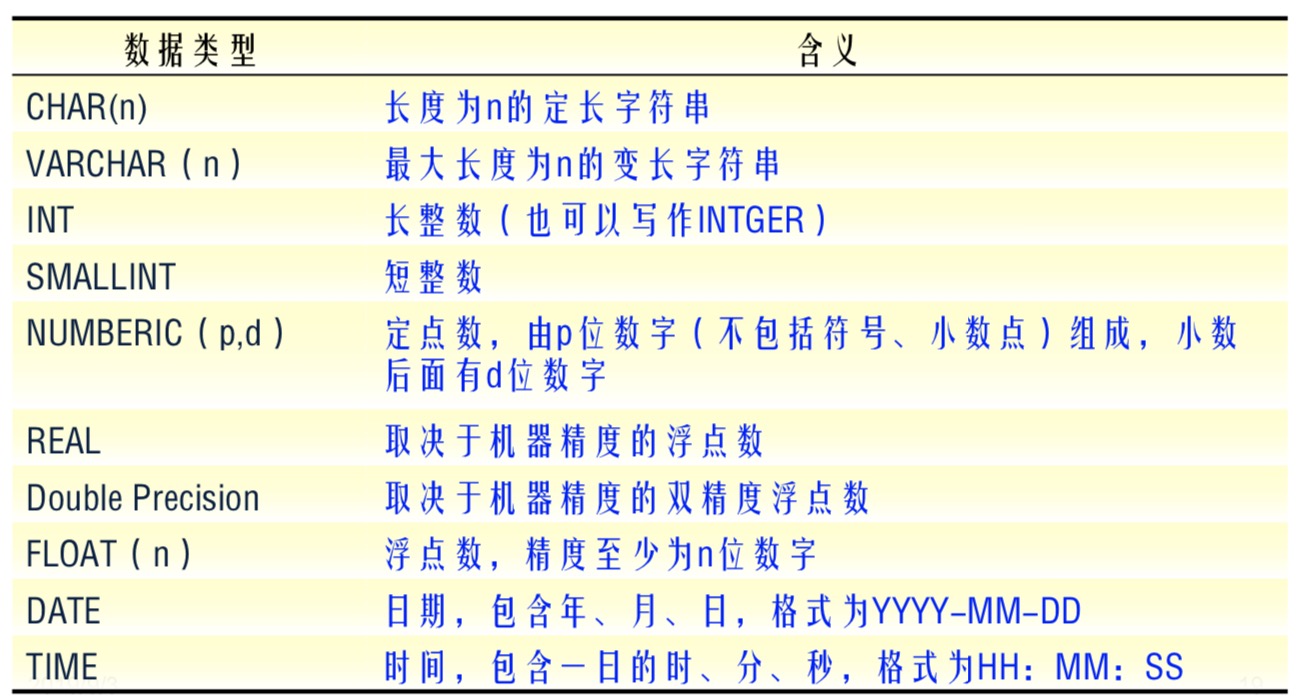 数据类型 含义
CHAR(n) 长度为n的定长字符串
VARCHAR（n） 最大长度为n的变长字符串
INT 长整数（也可以写作INTGER）
SMALLINT 短整数
NUMBERIC（p,d） 定点数，由p位数字（不包括符号、小数点）组成，小数
后面有d位数字
REAL 取决于机器精度的浮点数
Double Precision 取决于机器精度的双精度浮点数
FLOAT（n） 浮点数，精度至少为n位数字
DATE 日期，包含年、月、日，格式为YYYY-MM-DD
TIME 时间，包含一日的时、分、秒，格式为HH：MM：SS